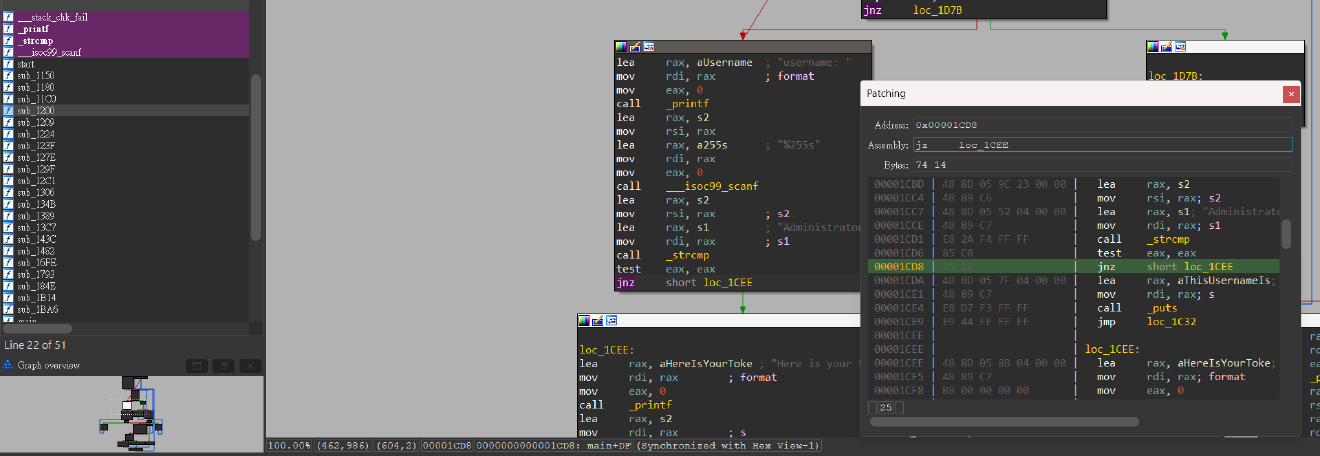 ___stack_chk_fail
_printf
_strcmp
___isoc99_scanf
start
sub_1150
sub_1180
sub_11C0
sub_1200
sub_1209
sub_1224
sub_123F
sub_127E
sub_129F
sub_12C1
sub_1306
sub_134B
sub_1389
sub_13C7
sub_143C
sub_1482
sub_16FE
sub_1793
sub_184E
sub_1B14
sub_1BA6
main
Line 22 of 51
Graph overview
jnz loc_1D7B
lea rax, aUsername ; "username: "
mov rdi, rax ; format
mov eax, 0
call _printf
lea rax, s2
mov rsi, rax
lea rax, a255s ; "%255s"
mov rdi, rax
mov eax, 0
call ___isoc99_scanf
lea rax, s2
mov rsi, rax ; s2
lea rax, s1 ; "Administrator
mov rdi, rax ; s1
call _strcmp
test eax, eax
jnz short loc_1CEE
loc_1CEE:
lea rax, aHereIsYourToke ; "Here is your
mov rdi, rax ; format
mov eax, 0
call _printf
lea rax, s2
mov rdi, rax ; s
loc_1D7B:
Patching
Address: 0x00001CD8
Assembly: jz loc_1CEE
Bytes: 74 14
00001CBD | 48 8D 05 9C 23 00 00 | lea rax, s2
00001CC4 | 48 89 C6 | mov rsi, rax; s2
00001CC7 | 48 8D 05 52 04 00 00 | lea rax, s1; "Administrato
00001CCE | 48 89 C7 | mov rdi, rax; s1
00001CD1 | E8 2A F4 FF FF | call _strcmp
00001CD6 | 85 C0 | test eax, eax
00001CD8 | jnz short loc_1CEE
00001CDA | 48 8D 05 7F 04 00 00 | lea rax, aThisUsernameIs;
00001CE1 | 48 89 C7 | mov rdi, rax; s
00001CE4 | E8 D7 F3 FF FF | call _puts
00001CE9 | E9 44 FF FF FF | jmp loc_1C32
00001CEE | |
00001CEE | | loc_1CEE:
00001CEE | 48 8D 05 8B 04 00 00 | lea rax, aHereIsYourToke;
00001CF5 | 48 89 C7 | mov rdi, rax; format
00001CF8 | B8 00 00 00 00 | mov eax, 0
25
100.00% (462,986) (604,2) 00001CD8 0000000000001CD8: main+DF (Synchronized with Hex View-1)